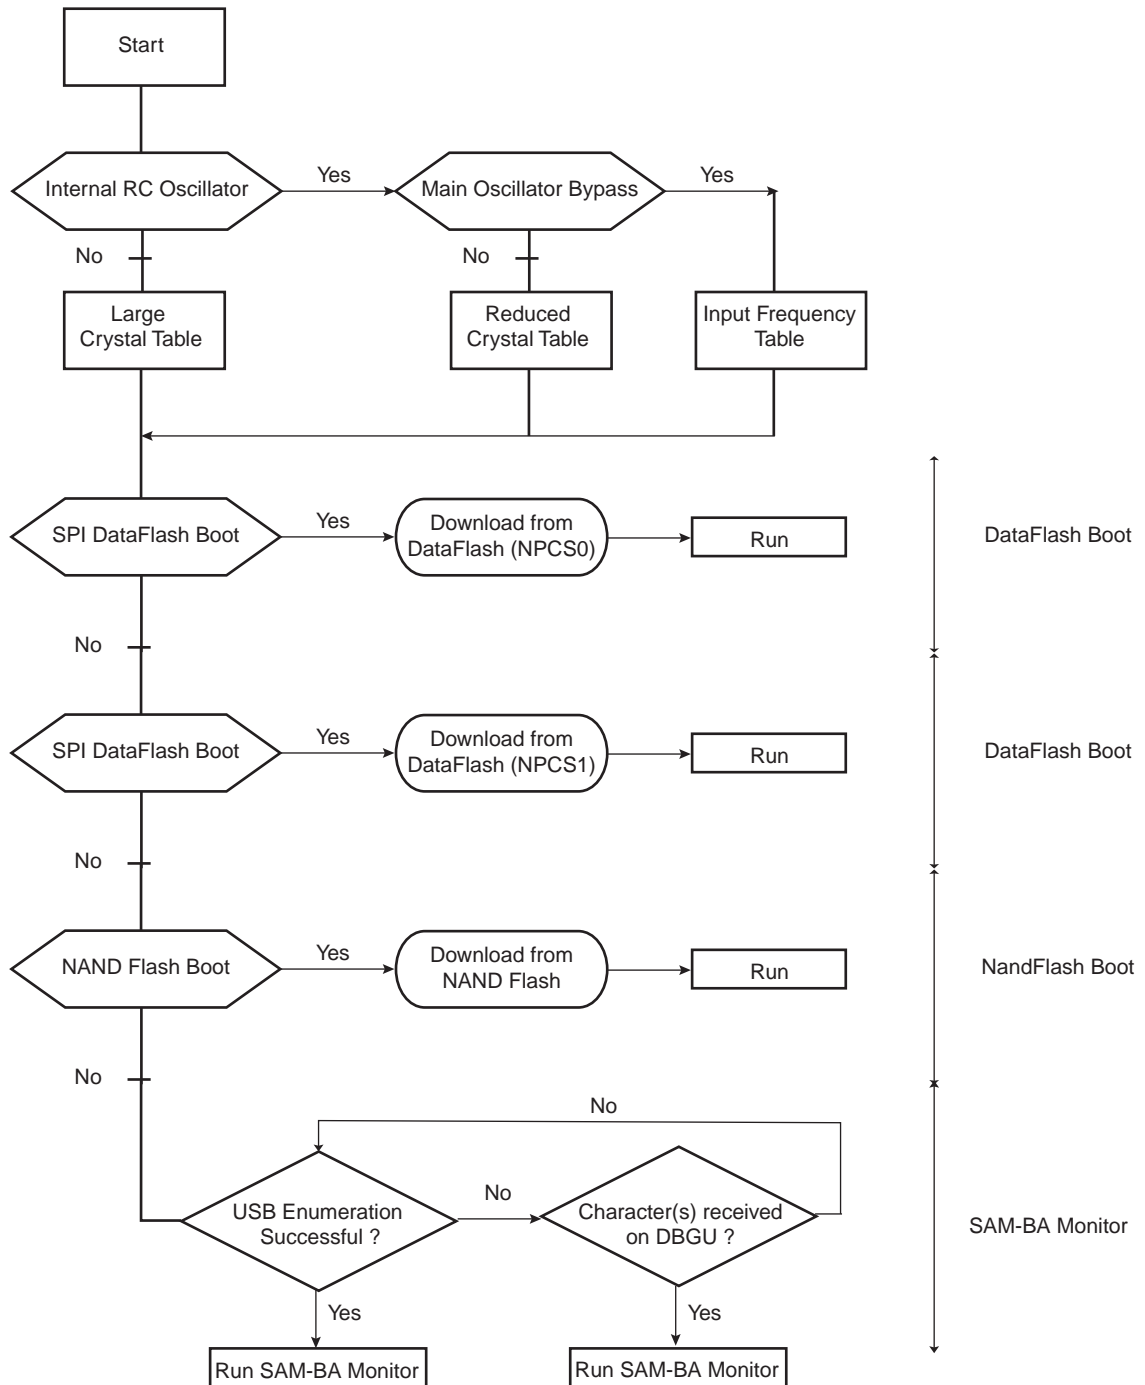 Start
Internal RC Oscillator
Yes
Main Oscillator Bypass
Yes
No
No
Large
Crystal Table
Reduced
Crystal Table
Input Frequency
Table
SPI DataFlash Boot
Yes
Download from
DataFlash (NPCS0)
Run
DataFlash Boot
No
SPI DataFlash Boot
Yes
Download from
DataFlash (NPCS1)
Run
DataFlash Boot
No
NAND Flash Boot
Yes
Download from
NAND Flash
Run
NandFlash Boot
No
No
USB Enumeration
Successful ?
No
Character(s) received
on DBGU ?
SAM-BA Monitor
Yes
Yes
Run SAM-BA Monitor
Run SAM-BA Monitor